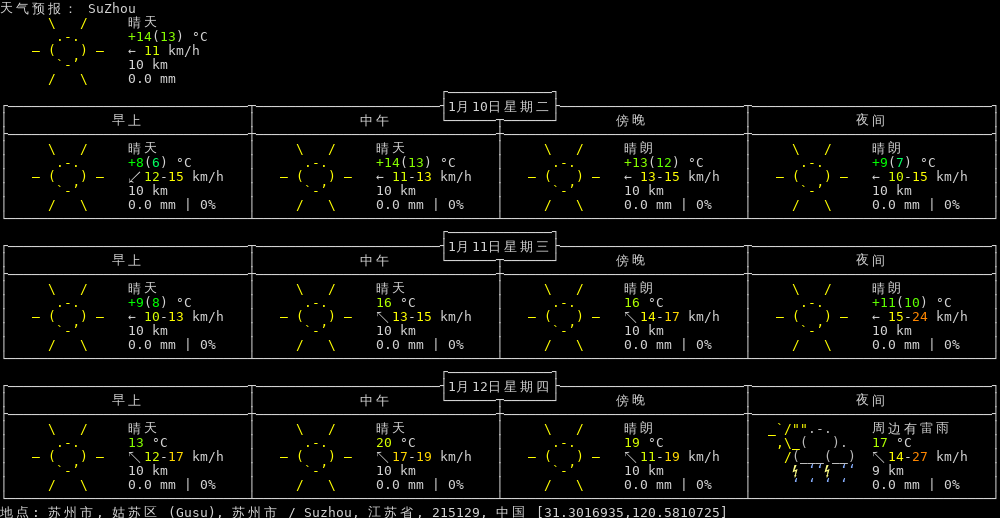 天气预报： SuZhou
晴天
+14(13) °C
← 11 km/h
10 km
0.0 mm
1月10日星期二
早上 中午 傍晚 夜间
晴天 晴天 晴朗 晴朗
+8(6) °C +14(13) °C +13(12) °C +9(7) °C
↙ 12-15 km/h ← 11-13 km/h ← 13-15 km/h ← 10-15 km/h
10 km 10 km 10 km 10 km
0.0 mm | 0% 0.0 mm | 0% 0.0 mm | 0% 0.0 mm | 0%
1月11日星期三
早上 中午 傍晚 夜间
晴天 晴天 晴朗 晴朗
+9(8) °C 16 °C 16 °C +11(10) °C
← 10-13 km/h ↖ 13-15 km/h ↖ 14-17 km/h ← 15-24 km/h
10 km 10 km 10 km 10 km
0.0 mm | 0% 0.0 mm | 0% 0.0 mm | 0% 0.0 mm | 0%
1月12日星期四
早上 中午 傍晚 夜间
晴天 晴天 晴朗 周边有雷雨
13 °C 20 °C 19 °C 17 °C
↖ 12-17 km/h ↖ 17-19 km/h ↖ 11-19 km/h ↖ 14-27 km/h
10 km 10 km 10 km 9 km
0.0 mm | 0% 0.0 mm | 0% 0.0 mm | 0% 0.0 mm | 0%
地点: 苏州市, 姑苏区 (Gusu), 苏州市 / Suzhou, 江苏省, 215129, 中国 [31.3016935,120.5810725]